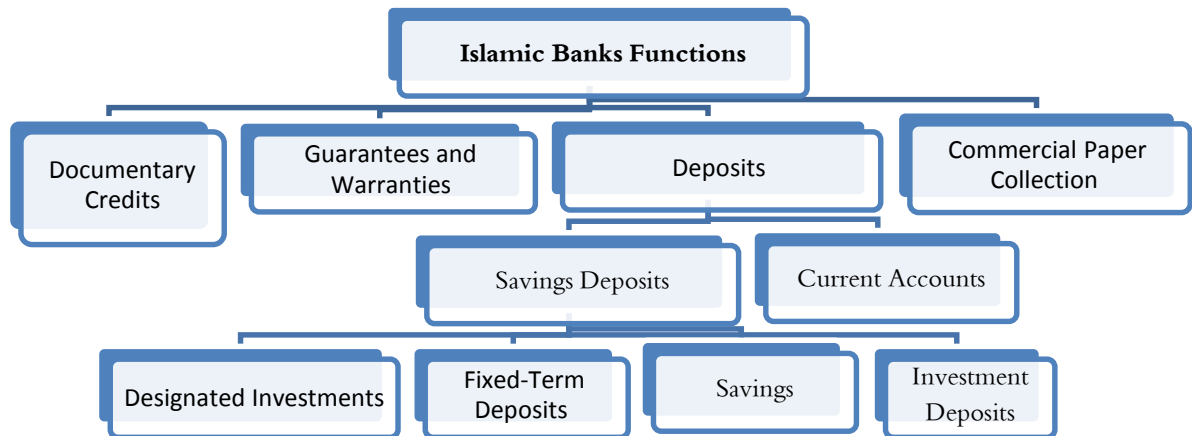 Islamic Banks Functions
Documentary
Credits
Guarantees and
Warranties
Deposits
Commercial Paper
Collection
Savings Deposits
Current Accounts
Designated Investments
Fixed-Term
Deposits
Savings
Investment
Deposits